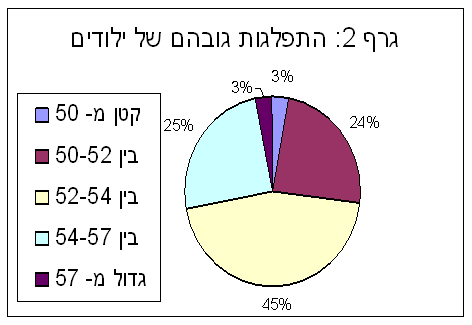 גרף 2: התפלגות גובהם של ילודים
קטן מ- 50
בין 50-52
בין 52-54
בין 54-57
גדול מ- 57
3%
3%
24%
25%
45%